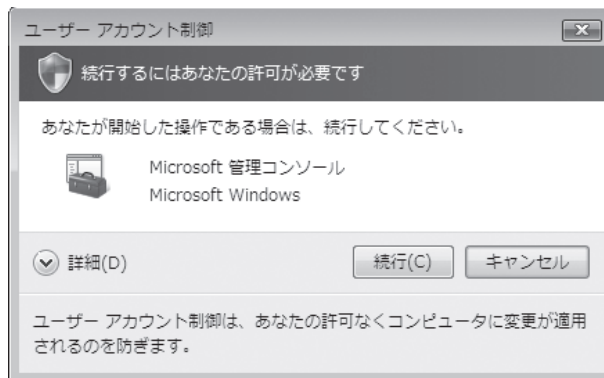 ユーザー アカウント制御
続行するにはあなたの許可が必要です
あなたが開始した操作である場合は、続行してください。
Microsoft 管理コンソール
Microsoft Windows
詳細(D)
続行(C)
キャンセル
ユーザー アカウント制御は、あなたの許可なくコンピュータに変更が適用
されるのを防ぎます。